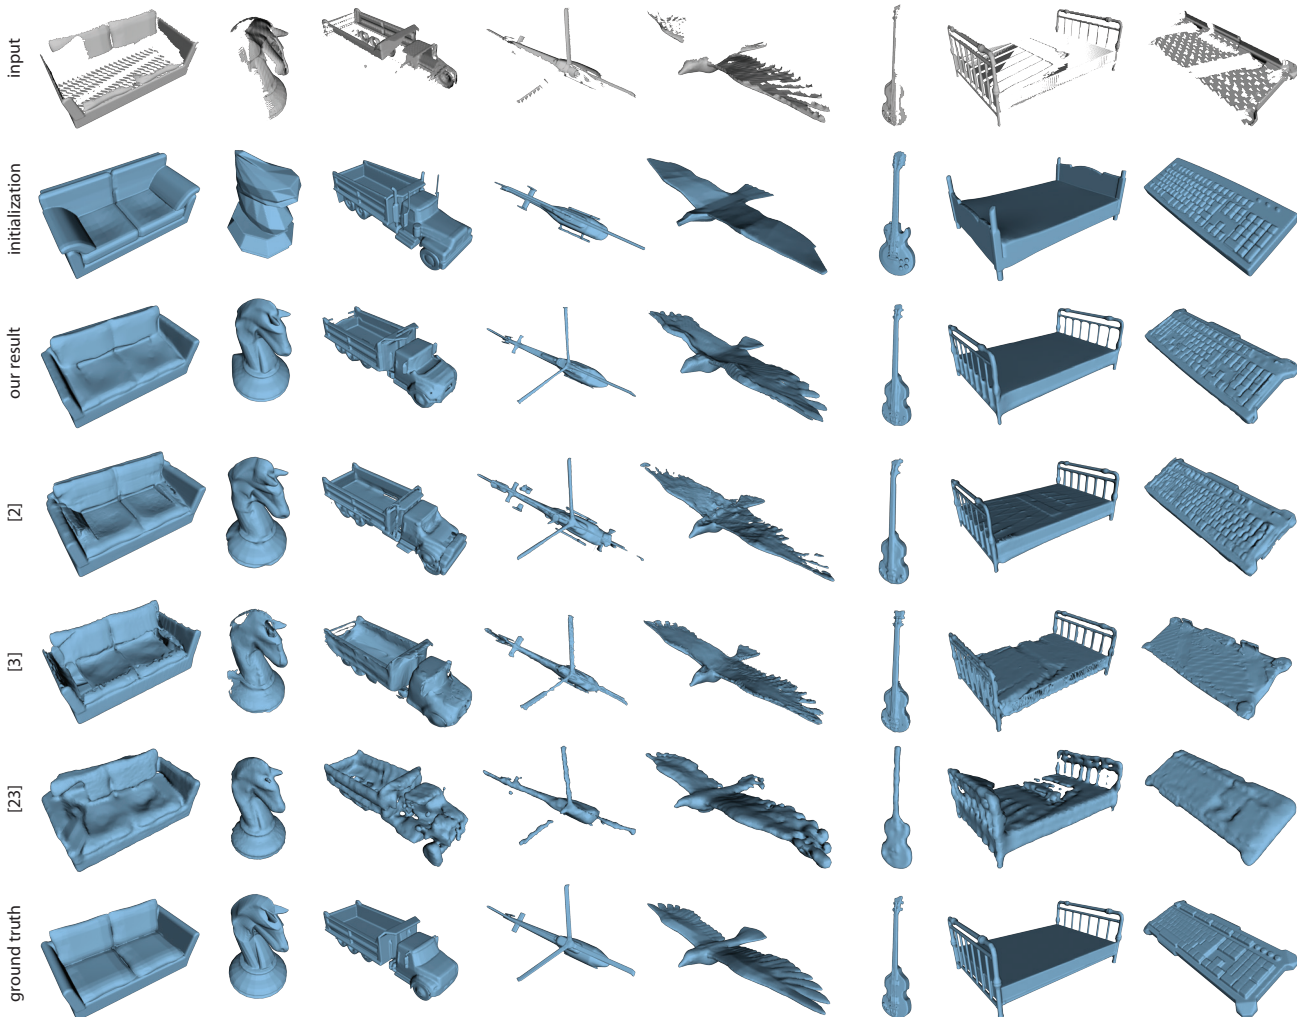 input
initialization
our result
[2]
[3]
[23]
ground truth